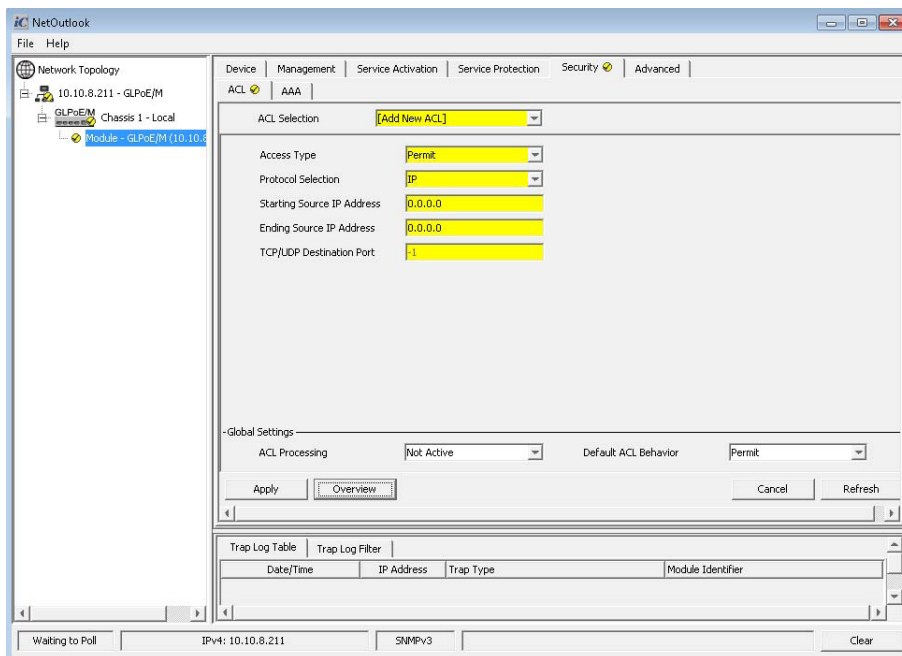 iC NetOutlook
File Help
Network Topology
10.10.8.211 - GLPoE/M
GLPoE/M Chassis 1 - Local
Module - GLPoE/M (10.10.8
Device Management Service Activation Service Protection Security Advanced
ACL AAA
ACL Selection [Add New ACL]
Access Type Permit
Protocol Selection IP
Starting Source IP Address 0.0.0.0
Ending Source IP Address 0.0.0.0
TCP/UDP Destination Port -1
Global Settings
ACL Processing Not Active Default ACL Behavior Permit
Apply Overview Cancel Refresh
Trap Log Table Trap Log Filter
Date/Time IP Address Trap Type Module Identifier
Waiting to Poll IPv4: 10.10.8.211 SNMPv3 Clear